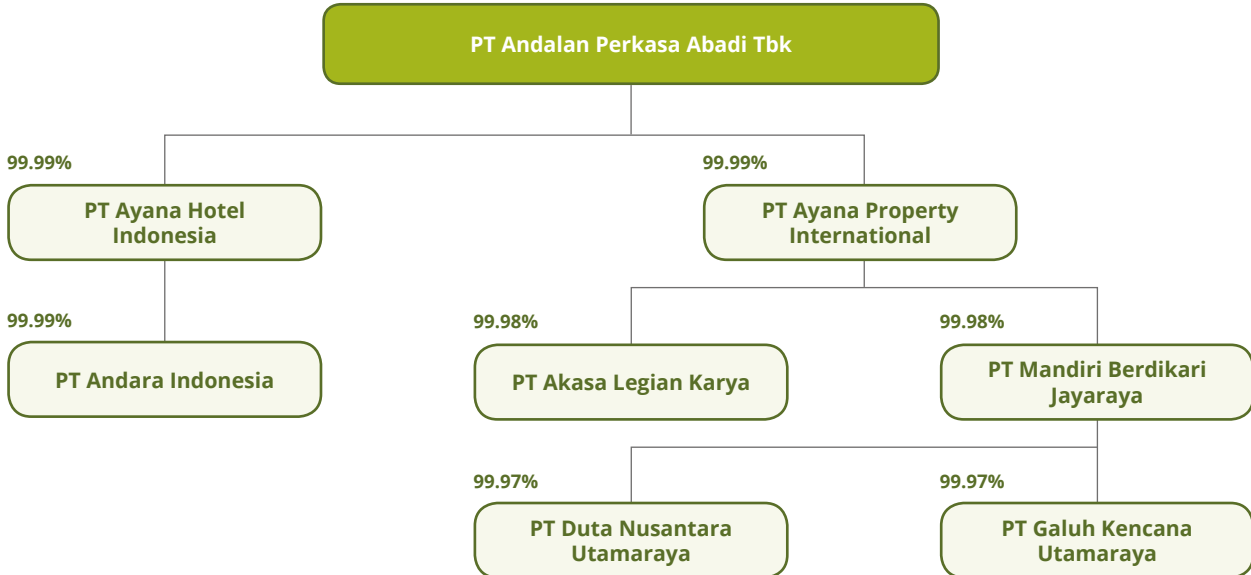 PT Andalan Perkasa Abadi Tbk
99.99%
99.99%
PT Ayana Hotel
Indonesia
PT Ayana Property
International
99.99%
99.98%
99.98%
PT Andara Indonesia
PT Akasa Legian Karya
PT Mandiri Berdikari
Jayaraya
99.97%
99.97%
PT Duta Nusantara
Utamaraya
PT Galuh Kencana
Utamaraya